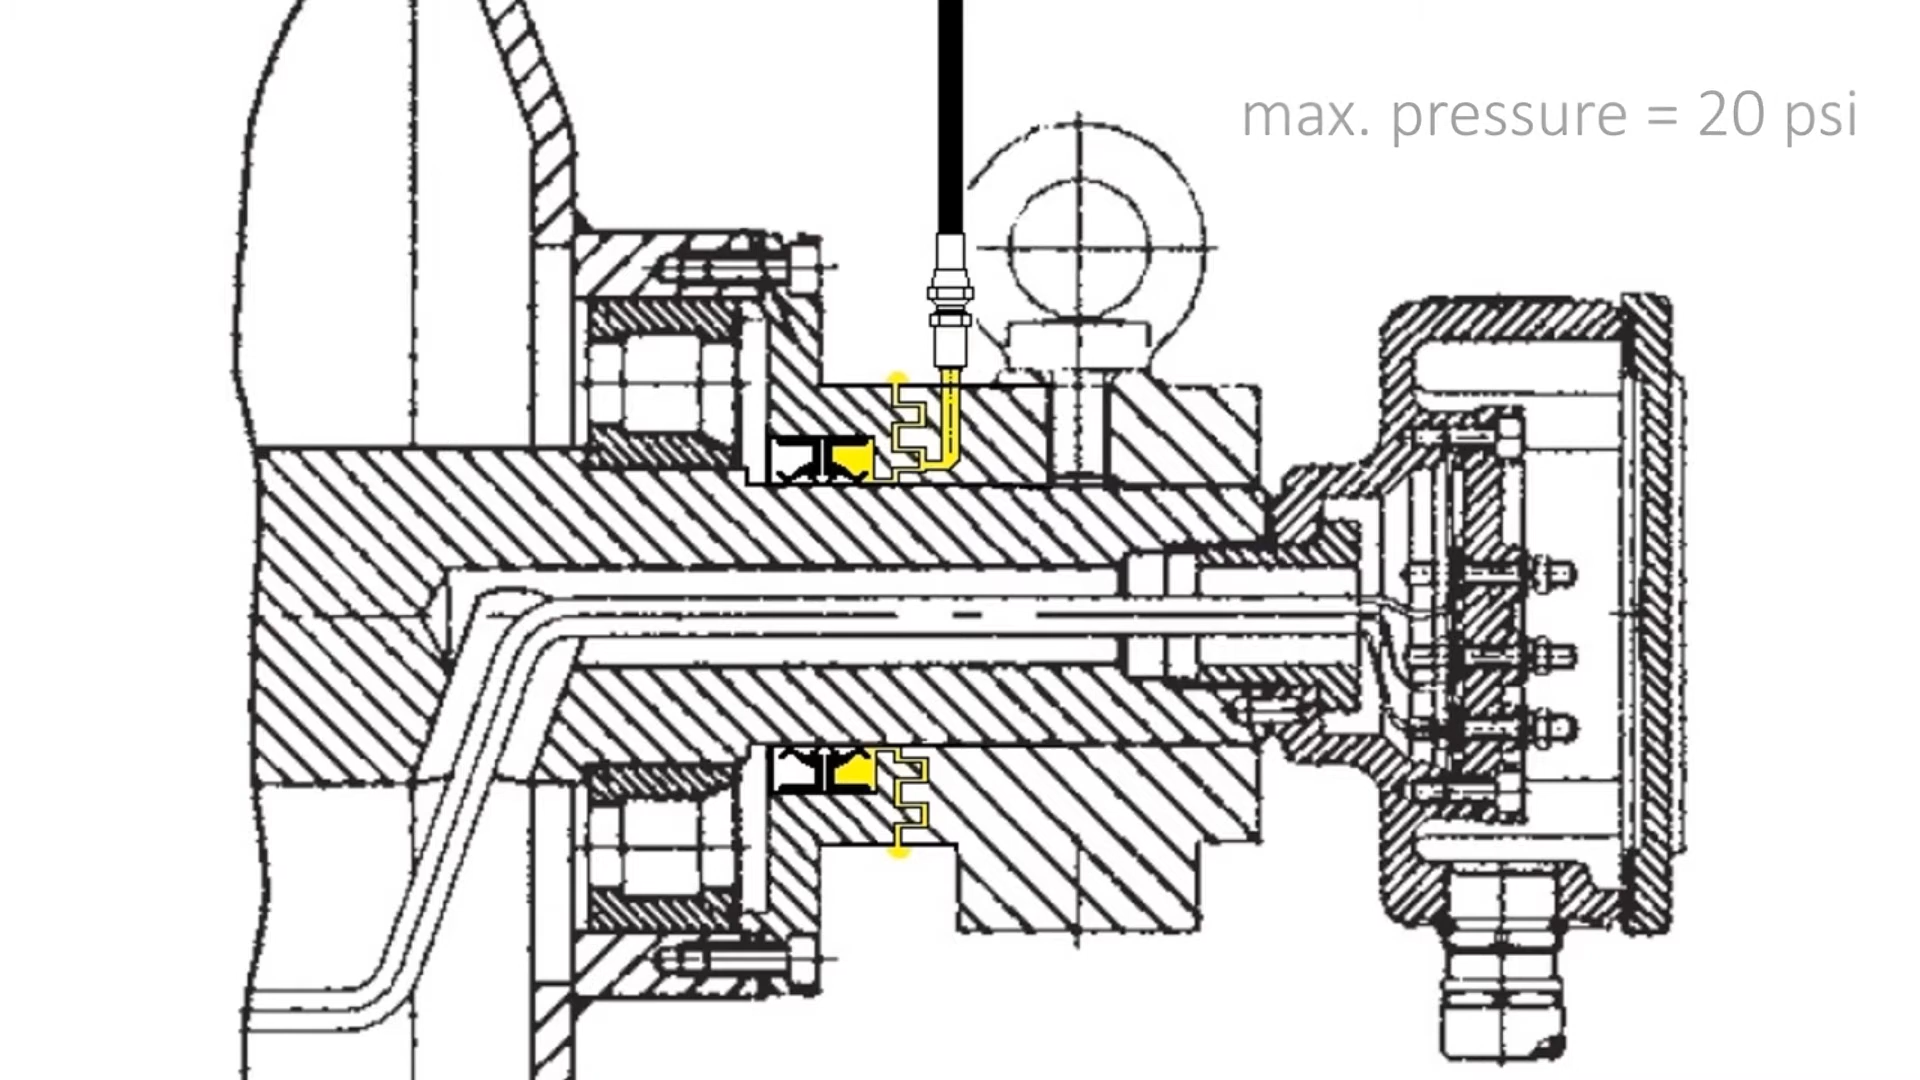 max. pressure = 20 psi